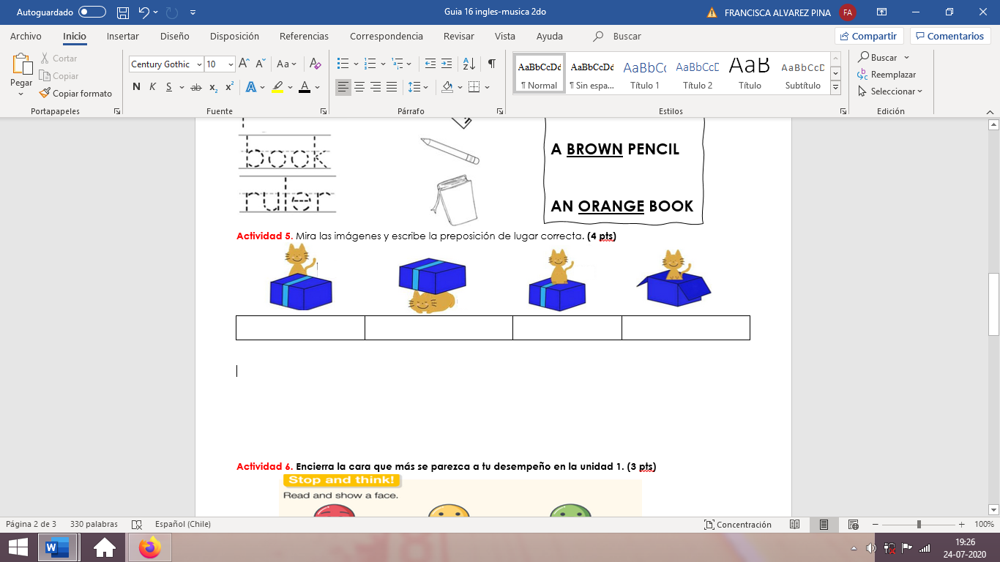 Autoguardado
Guia 16 ingles-musica 2do
FRANCISCA ALVAREZ PINA
FA
Archivo Inicio Insertar Diseño Disposición Referencias Correspondencia Revisar Vista Ayuda Buscar
Compartir
Comentarios
Pegar
Cortar
Copiar
Copiar formato
Portapapeles
Century Gothic 10
Fuente
Párrafo
AaBbCcDd
¶ Normal
AaBbCcDd
¶ Sin espa...
AaBbCc
Título 1
AaBbCcD
Título 2
AaB
Título
AaBbCcD
Subtítulo
Estilos
Buscar
Reemplazar
Seleccionar
Edición
book
ruler
A BROWN PENCIL
AN ORANGE BOOK
Actividad 5. Mira las imágenes y escribe la preposición de lugar correcta. (4 pts)
Actividad 6. Encierra la cara que más se parezca a tu desempeño en la unidad 1. (3 pts)
Stop and think!
Read and show a face.
Página 2 de 3 330 palabras Español (Chile)
Concentración
100%
19:26
24-07-2020